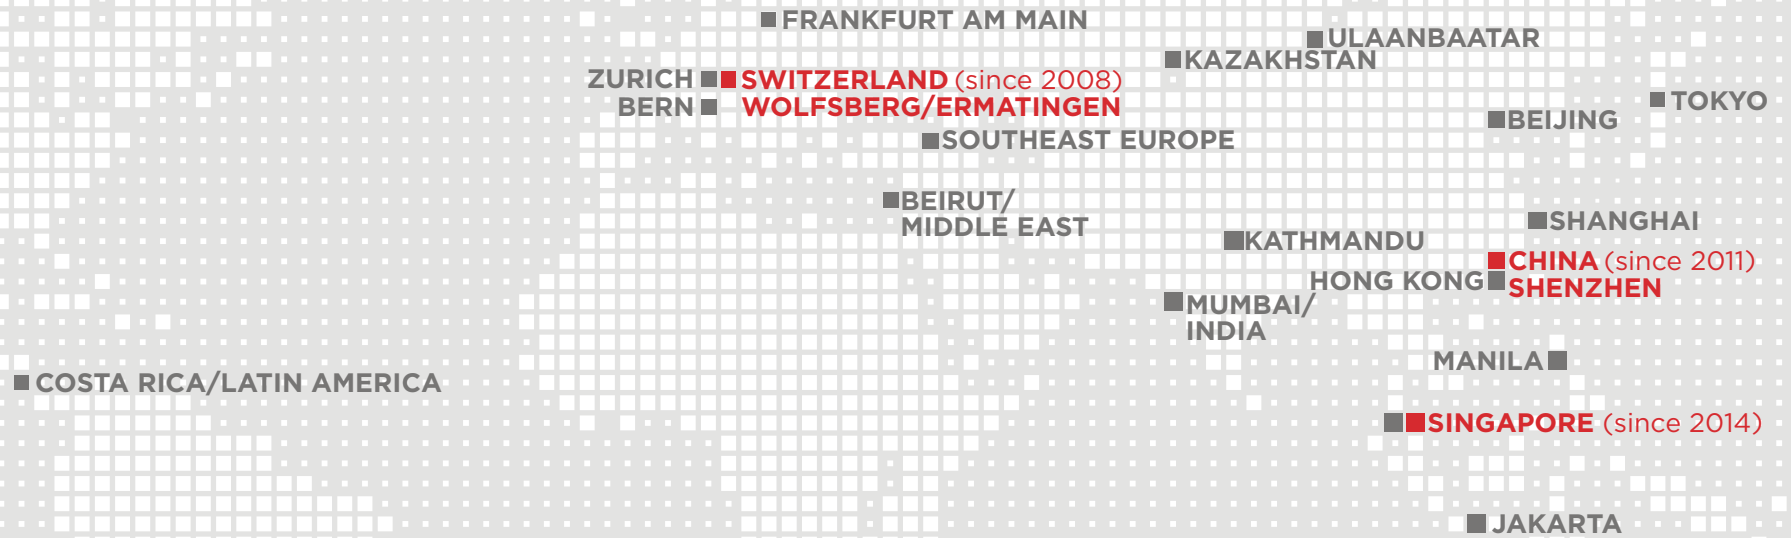 FRANKFURT AM MAIN
ULAANBAATAR
KAZAKHSTAN
ZURICH SWITZERLAND (since 2008)
BERN WOLFSBERG/ERMATINGEN
TOKYO
BEIJING
SOUTHEAST EUROPE
BEIRUT/
MIDDLE EAST
SHANGHAI
KATHMANDU
CHINA (since 2011)
HONG KONG SHENZHEN
MUMBAI/
INDIA
MANILA
COSTA RICA/LATIN AMERICA
SINGAPORE (since 2014)
JAKARTA